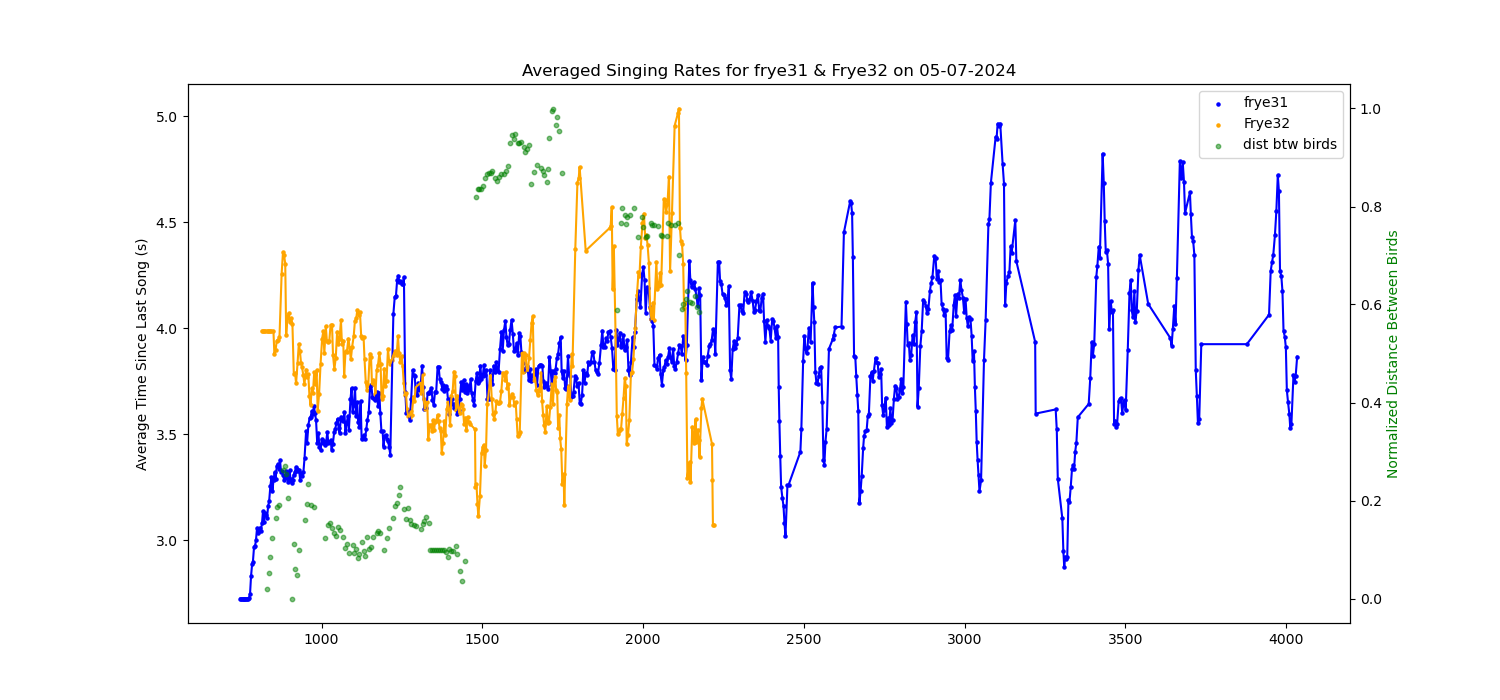 Averaged Singing Rates for frye31 & Frye32 on 05-07-2024
frye31
Frye32
dist btw birds
Average Time Since Last Song (s)
5.0
4.5
4.0
3.5
3.0
1.0
0.8
0.6
0.4
0.2
0.0
Normalized Distance Between Birds
1000 1500 2000 2500 3000 3500 4000